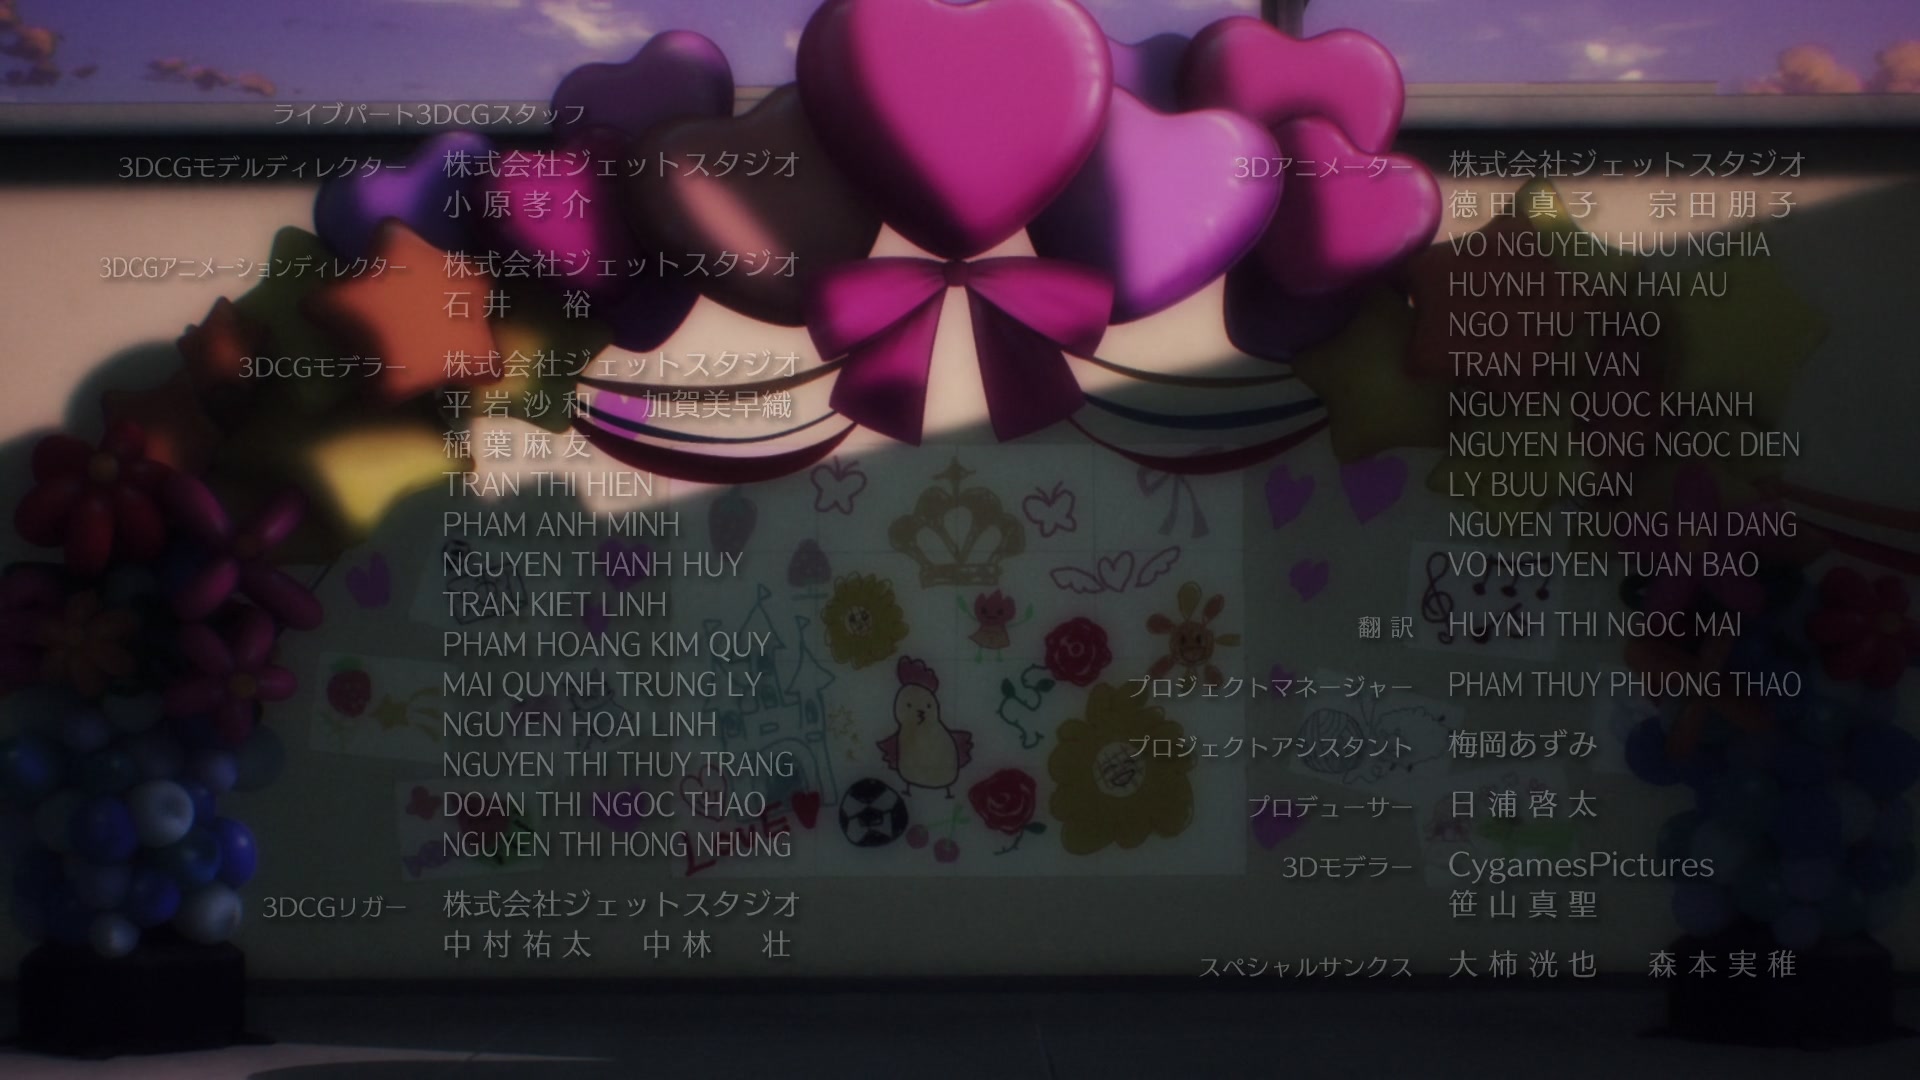 ライブパート3DCGスタッフ
3DCGモデルディレクター 株式会社ジェットスタジオ
小原孝介
3DCGアニメーションディレクター 株式会社ジェットスタジオ
石井 裕
3DCGモデラー 株式会社ジェットスタジオ
平岩沙和 加賀美早織
稲葉麻友
TRAN THI HIEN
PHAM ANH MINH
NGUYEN THANH HUY
TRAN KIET LINH
PHAM HOANG KIM QUY
MAI QUYNH TRUNG LY
NGUYEN HOAI LINH
NGUYEN THI THUY TRANG
DOAN THI NGOC THAO
NGUYEN THI HONG NHUNG
3DCGリガー 株式会社ジェットスタジオ
中村祐太 中林 壮
3Dアニメーター 株式会社ジェットスタジオ
德田真子 宗田朋子
VO NGUYEN HUU NGHIA
HUYNH TRAN HAI AU
NGO THU THAO
TRAN PHI VAN
NGUYEN QUOC KHANH
NGUYEN HONG NGOC DIEN
LY BUU NGAN
NGUYEN TRUONG HAI DANG
VO NGUYEN TUAN BAO
翻訳 HUYNH THI NGOC MAI
プロジェクトマネージャー PHAM THUY PHUONG THAO
プロジェクトアシスタント 梅岡あずみ
プロデューサー 日浦啓太
3Dモデラー CygamesPictures
笹山真聖
スペシャルサンクス 大柿洸也 森本実稚
LOVE